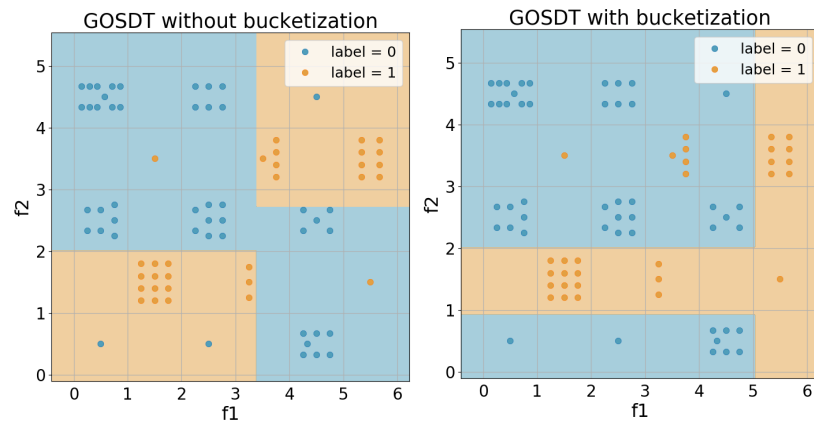 GOSDT without bucketization
label = 0
label = 1
5
4
3
2
1
0
f2
0 1 2 3 4 5 6
f1
GOSDT with bucketization
label = 0
label = 1
5
4
3
2
1
0
f2
0 1 2 3 4 5 6
f1